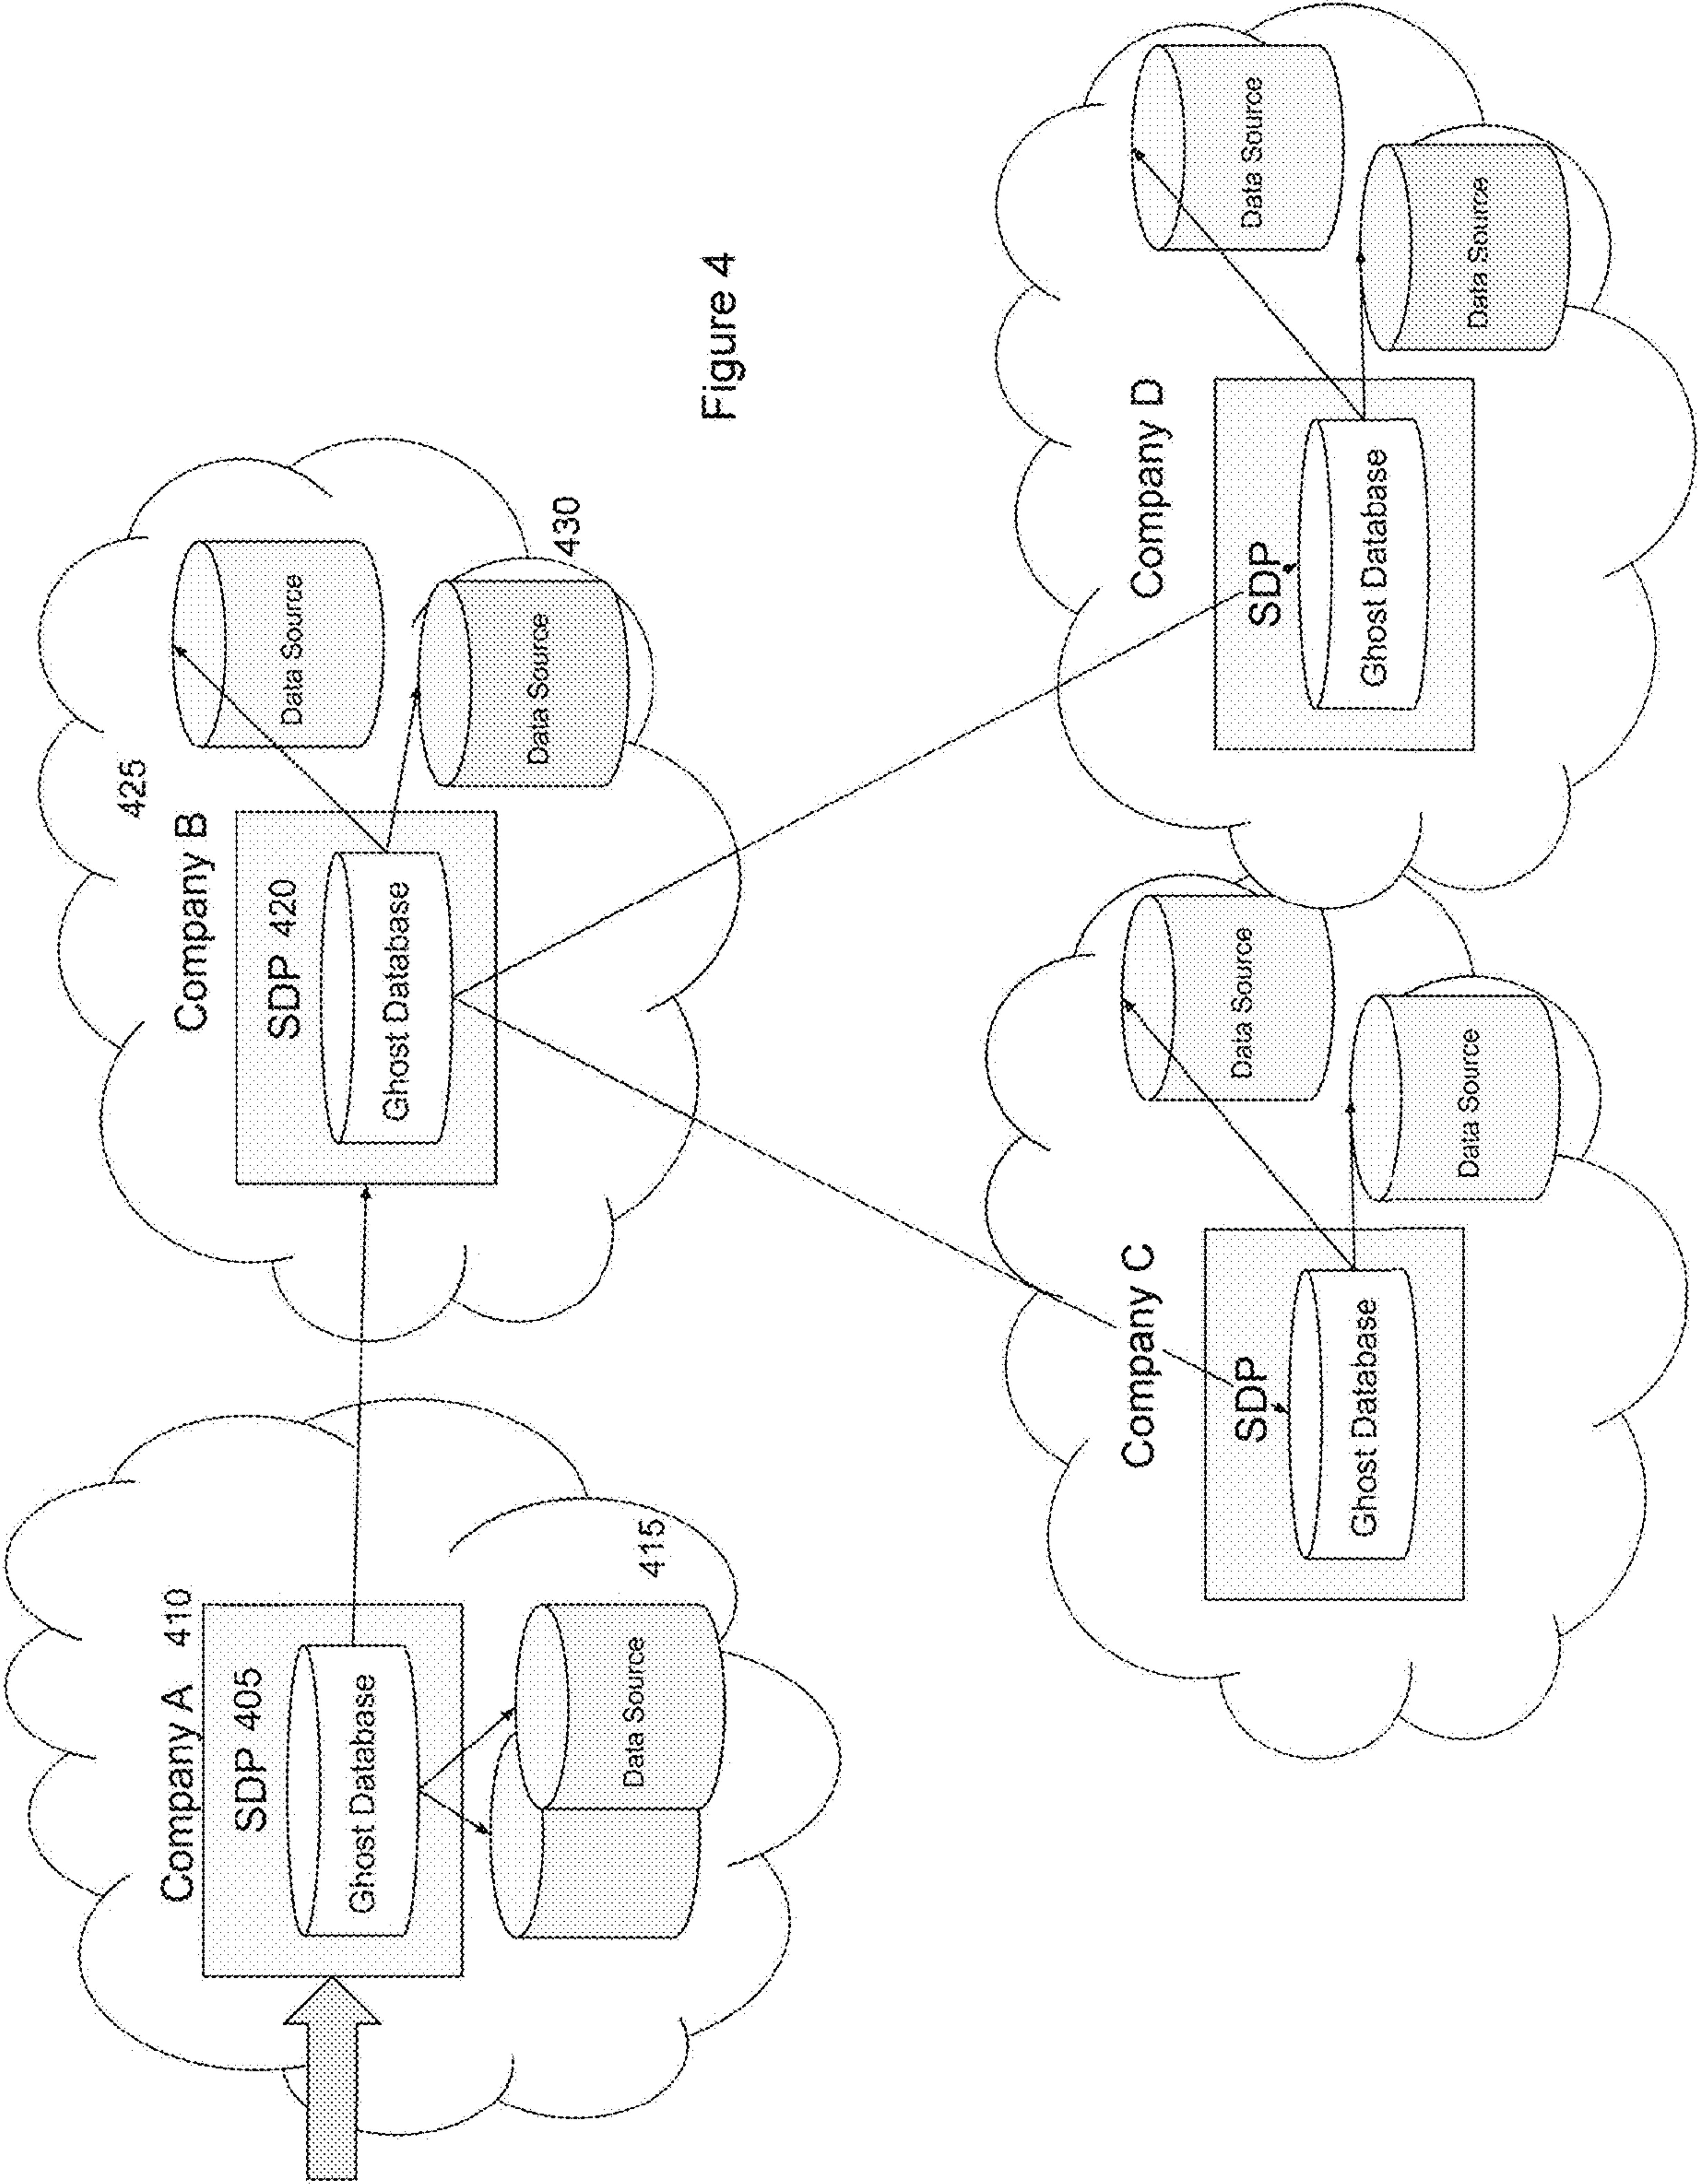 Company A 410
SDP 405
Ghost Database
Data Source
415
Company B
425
SDP 420
Ghost Database
Data Source
Data Source
430
Figure 4
Company C
SDP
Ghost Database
Data Source
Data Source
Company D
SDP
Ghost Database
Data Source
Data Source